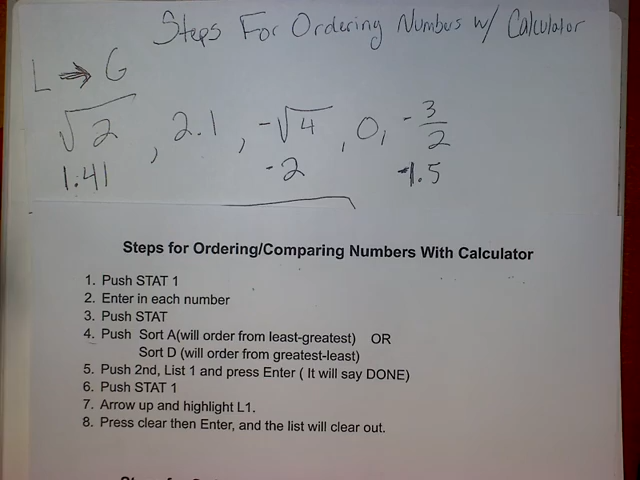 Steps For Ordering Numbers w/ Calculator
L → G
√2 , 2.1 , -√4 , 0, -3/2
1.41 -2 -1.5
Steps for Ordering/Comparing Numbers With Calculator
1. Push STAT 1
2. Enter in each number
3. Push STAT
4. Push Sort A(will order from least-greatest) OR
Sort D (will order from greatest-least)
5. Push 2nd, List 1 and press Enter ( It will say DONE)
6. Push STAT 1
7. Arrow up and highlight L1.
8. Press clear then Enter, and the list will clear out.